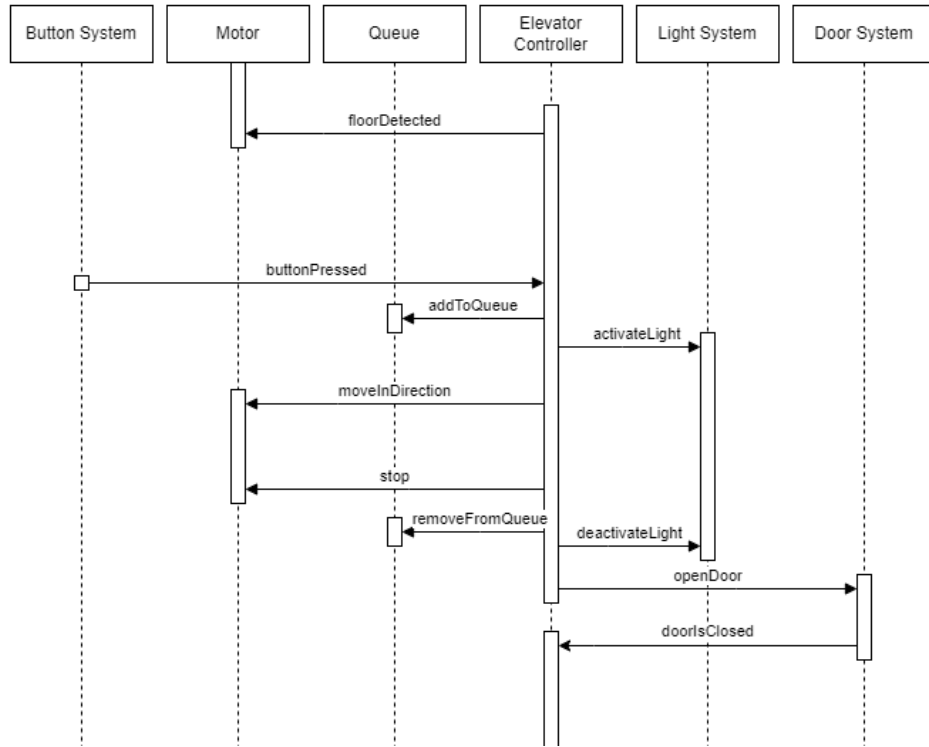 Button System
Motor
Queue
Elevator
Controller
Light System
Door System
floorDetected
buttonPressed
addToQueue
activateLight
moveInDirection
stop
removeFromQueue
deactivateLight
openDoor
doorIsClosed